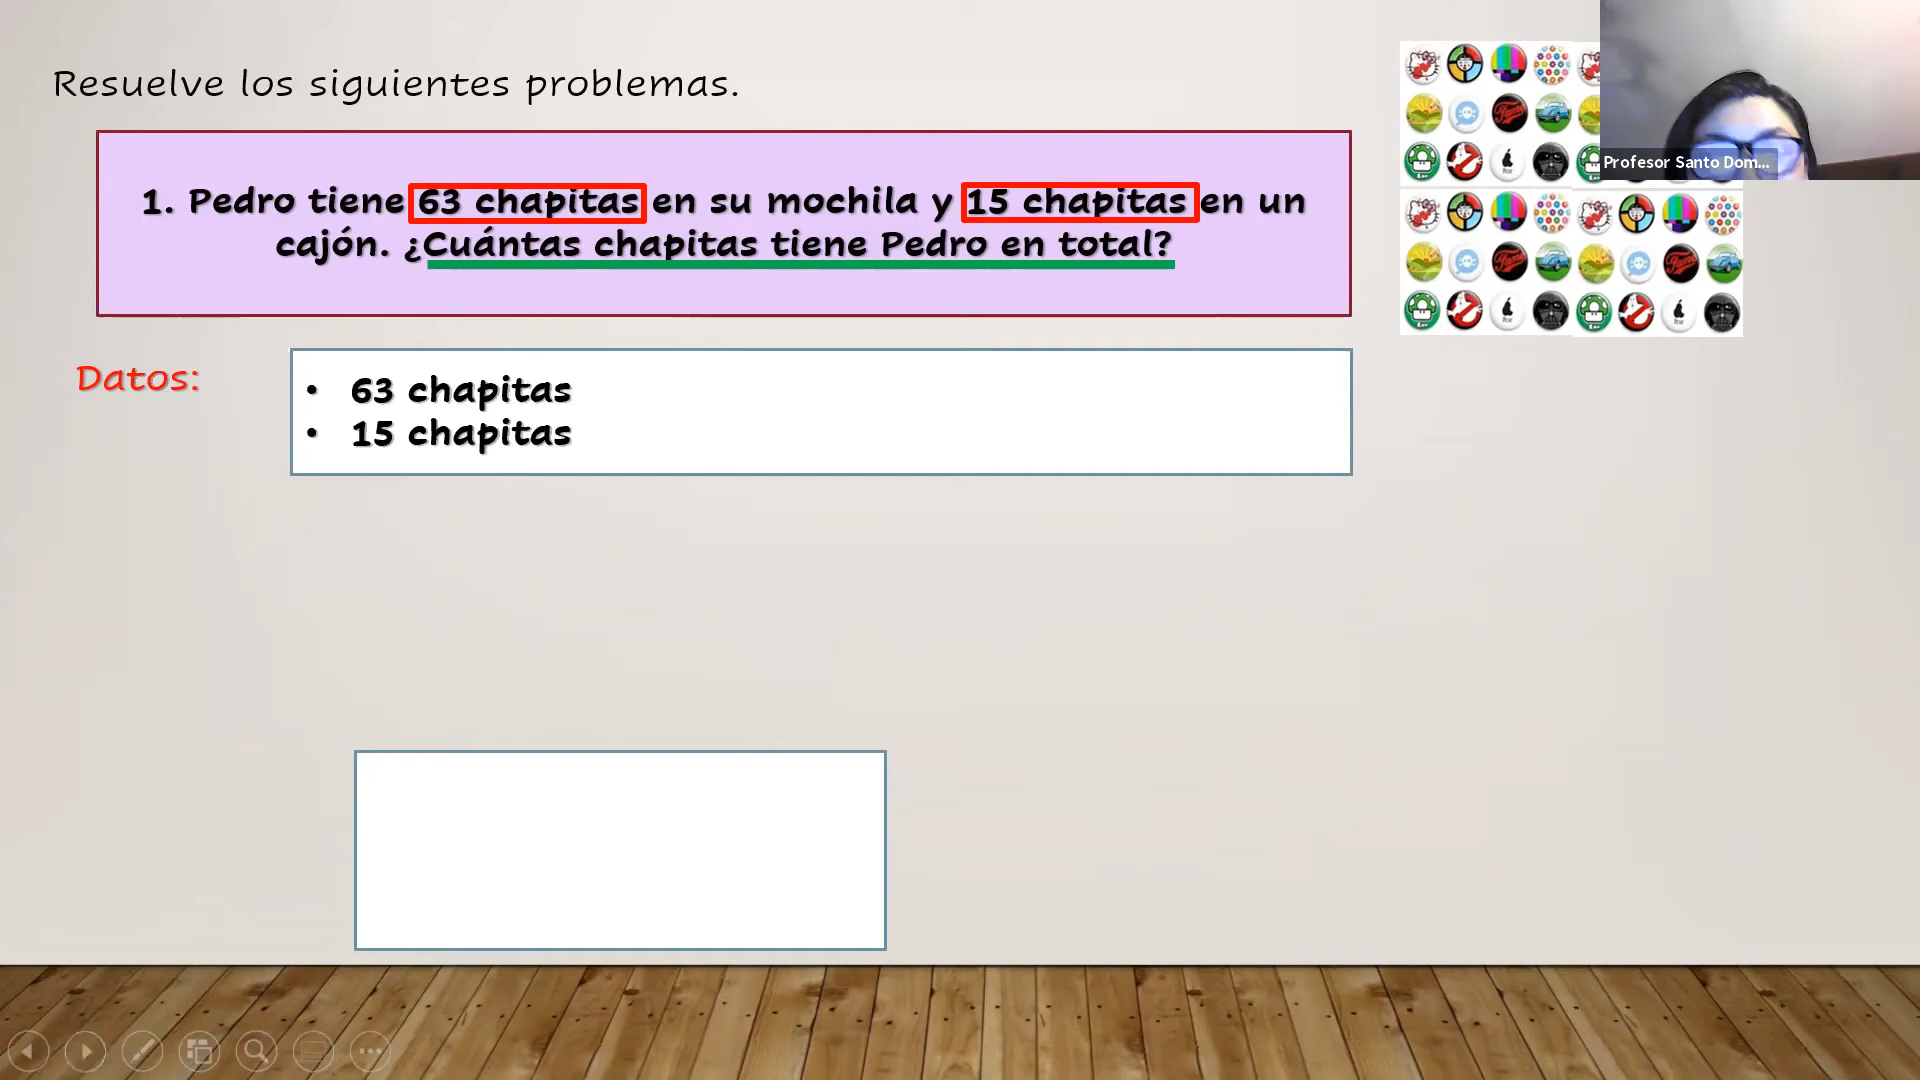 Resuelve los siguientes problemas.
1. Pedro tiene 63 chapitas en su mochila y 15 chapitas en un
cajón. ¿Cuántas chapitas tiene Pedro en total?
Profesor Santo Dom...
Datos:
• 63 chapitas
• 15 chapitas